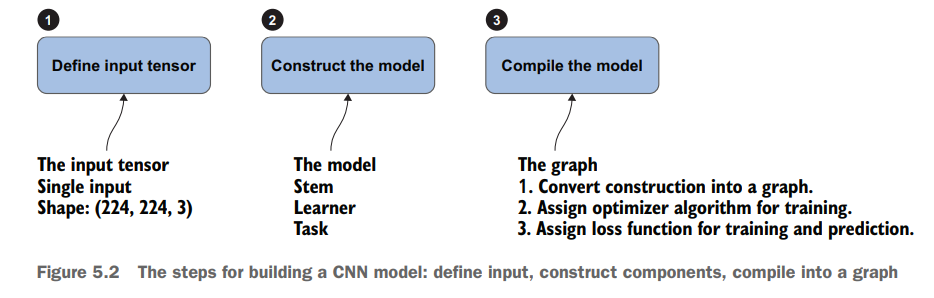 1
Define input tensor
The input tensor
Single input
Shape: (224, 224, 3)
2
Construct the model
The model
Stem
Learner
Task
3
Compile the model
The graph
1. Convert construction into a graph.
2. Assign optimizer algorithm for training.
3. Assign loss function for training and prediction.
Figure 5.2 The steps for building a CNN model: define input, construct components, compile into a graph